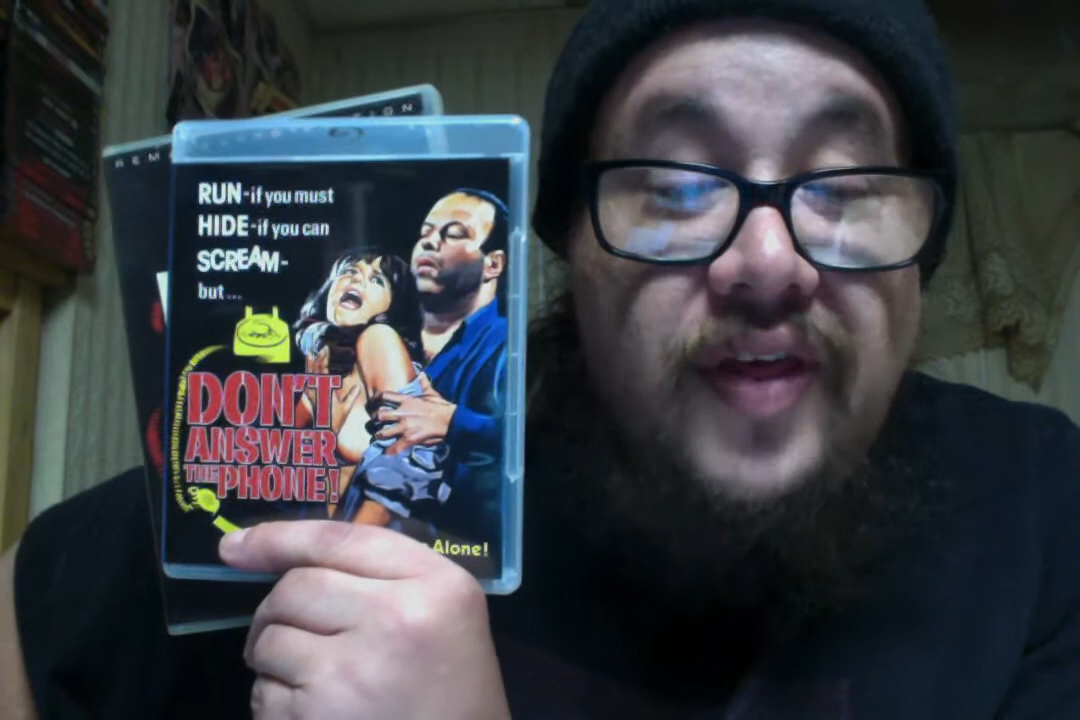 RUN-if you must
HIDE-if you can
SCREAM-
but....
DON'T
ANSWER
THE PHONE!
Alone!